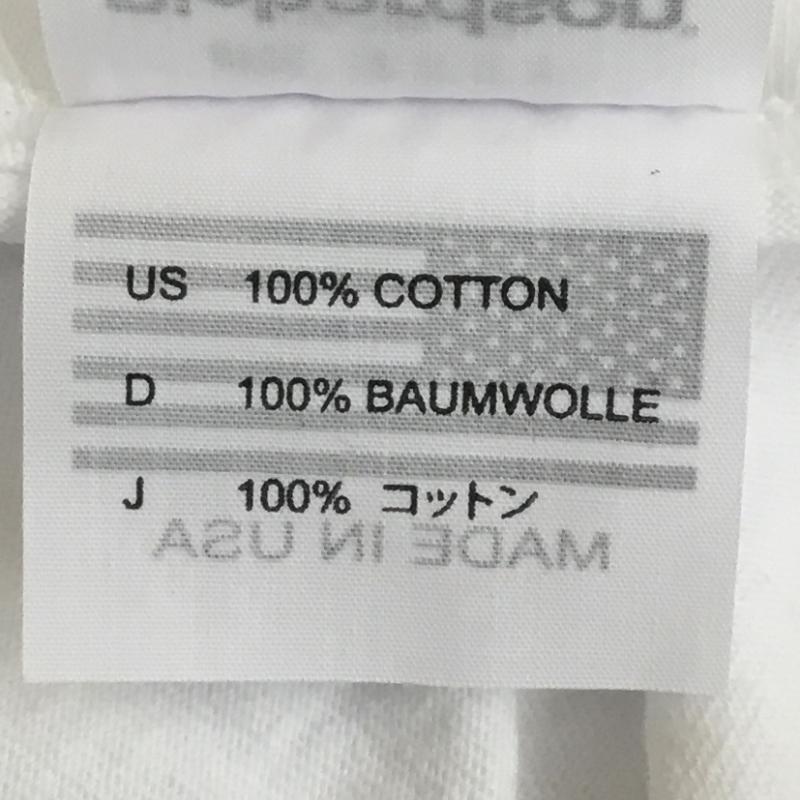 US 100% COTTON
D 100% BAUMWOLLE
J 100% コットン
MADE IN USA